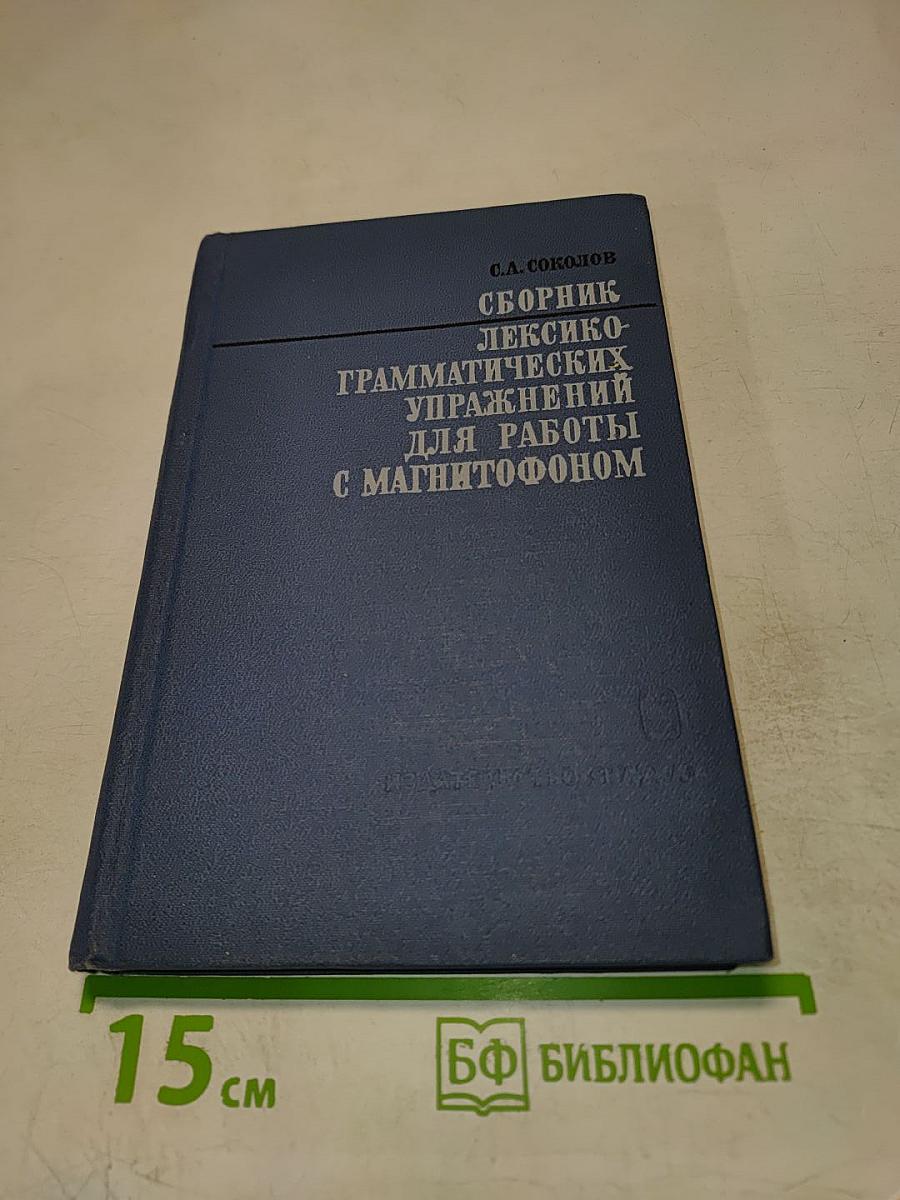 С.А. СОКОЛОВ
СБОРНИК
ЛЕКСИКО-
ГРАММАТИЧЕСКИХ
УПРАЖНЕНИЙ
ДЛЯ РАБОТЫ
С МАГНИТОФОНОМ
15 см
БФ БИБЛИОФАН